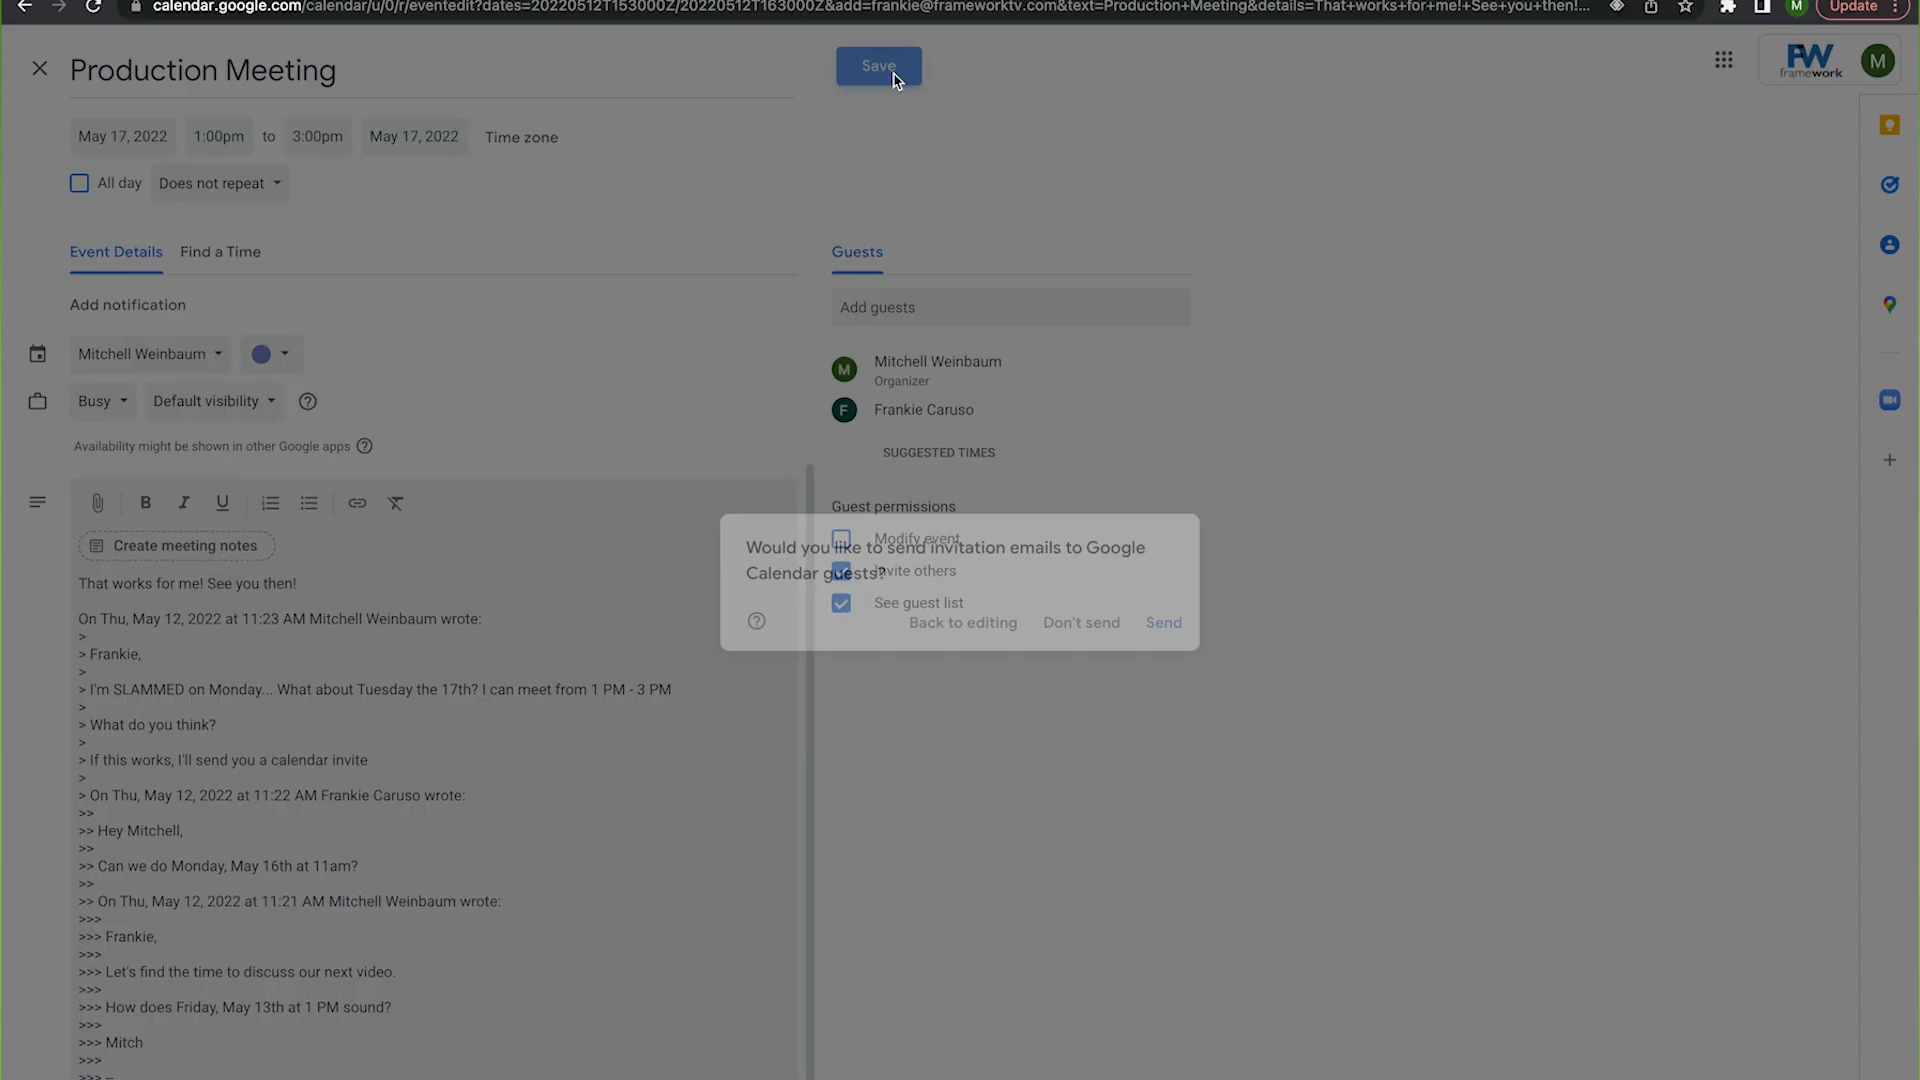 calendar.google.com/calendar/u/0/r/eventedit?dates=20220512T153000Z/20220512T163000Z&add=frankie@frameworktv.com&text=Production+Meeting&details=That+works+for+me!+See+you+then!...
M
Update
Production Meeting
Save
FW
framework
M
May 17, 2022
1:00pm
to
3:00pm
May 17, 2022
Time zone
All day
Does not repeat
Event Details
Find a Time
Guests
Add notification
Add guests
Mitchell Weinbaum
M
Mitchell Weinbaum
Organizer
Busy
Default visibility
F
Frankie Caruso
Availability might be shown in other Google apps
SUGGESTED TIMES
B I U
Guest permissions
Modify event
Invite others
See guest list
Would you like to send invitation emails to Google
Calendar guests?
Back to editing
Don't send
Send
Create meeting notes
That works for me! See you then!
On Thu, May 12, 2022 at 11:23 AM Mitchell Weinbaum wrote:
>
> Frankie,
>
> I'm SLAMMED on Monday... What about Tuesday the 17th? I can meet from 1 PM - 3 PM
>
> What do you think?
>
> If this works, I'll send you a calendar invite
>
> On Thu, May 12, 2022 at 11:22 AM Frankie Caruso wrote:
>>
>> Hey Mitchell,
>>
>> Can we do Monday, May 16th at 11am?
>>
>> On Thu, May 12, 2022 at 11:21 AM Mitchell Weinbaum wrote:
>>>
>>> Frankie,
>>>
>>> Let's find the time to discuss our next video.
>>>
>>> How does Friday, May 13th at 1 PM sound?
>>>
>>> Mitch
>>>
>>> --